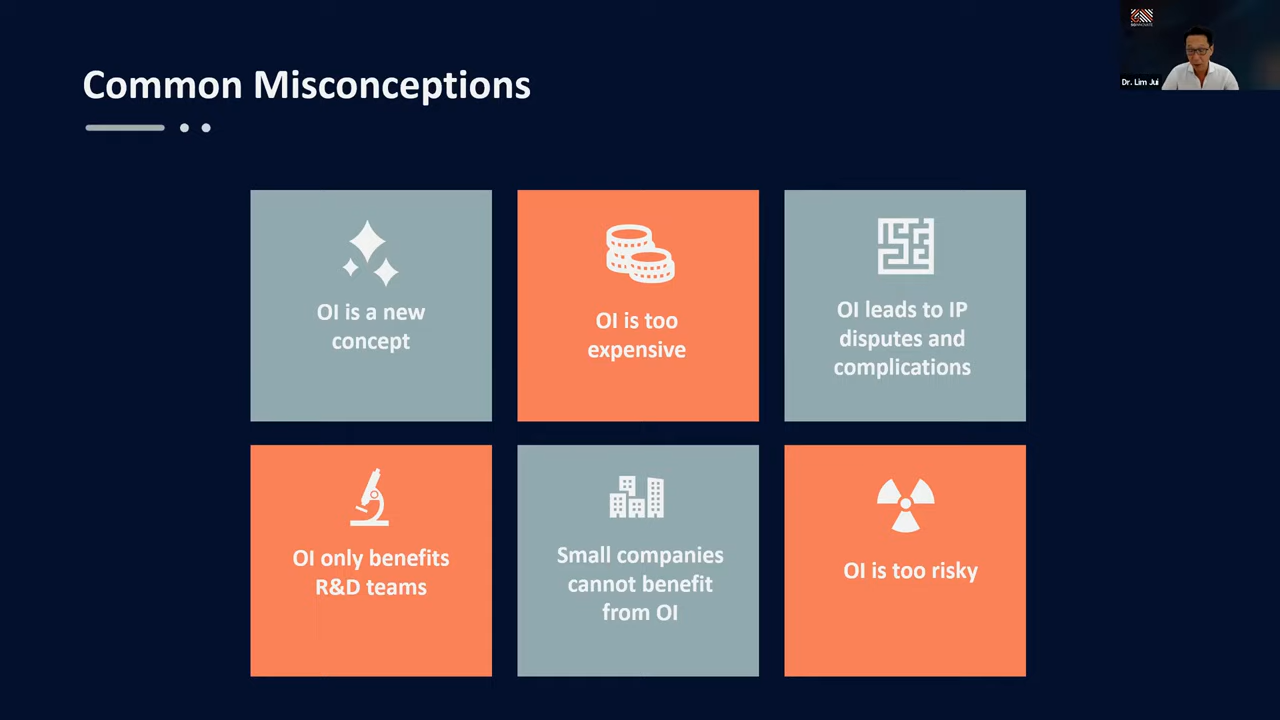 Common Misconceptions
Dr. Lim Jui
OI is a new
concept
OI is too
expensive
OI leads to IP
disputes and
complications
OI only benefits
R&D teams
Small companies
cannot benefit
from OI
OI is too risky